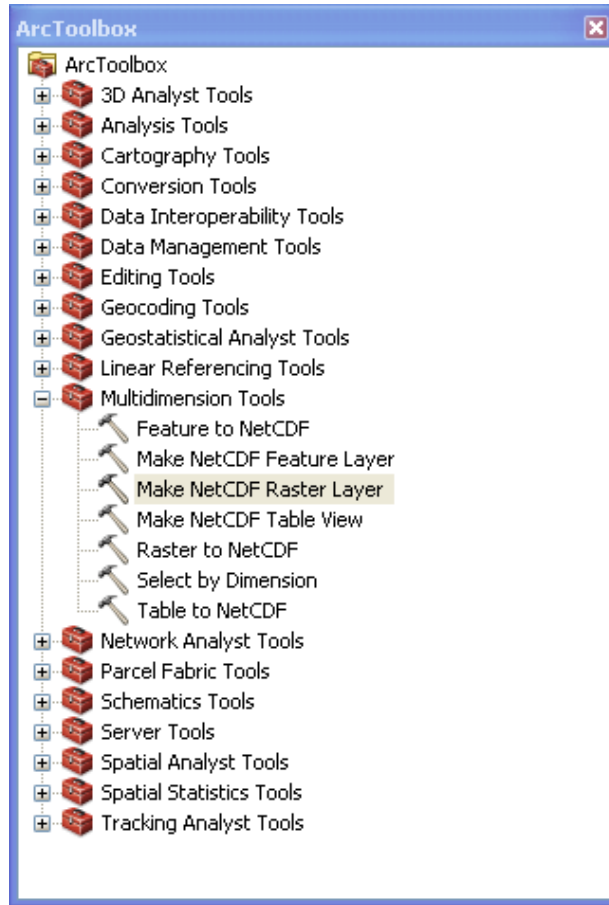 ArcToolbox
ArcToolbox
3D Analyst Tools
Analysis Tools
Cartography Tools
Conversion Tools
Data Interoperability Tools
Data Management Tools
Editing Tools
Geocoding Tools
Geostatistical Analyst Tools
Linear Referencing Tools
Multidimension Tools
Feature to NetCDF
Make NetCDF Feature Layer
Make NetCDF Raster Layer
Make NetCDF Table View
Raster to NetCDF
Select by Dimension
Table to NetCDF
Network Analyst Tools
Parcel Fabric Tools
Schematics Tools
Server Tools
Spatial Analyst Tools
Spatial Statistics Tools
Tracking Analyst Tools